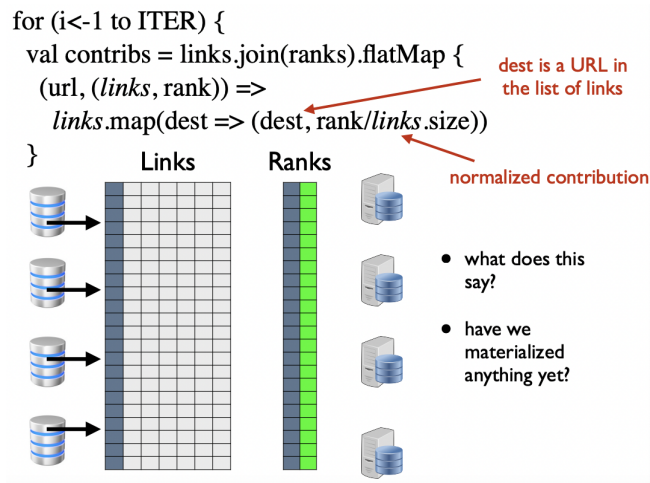 for (i<-1 to ITER) {
val contribs = links.join(ranks).flatMap {
(url, (links, rank)) =>
links.map(dest => (dest, rank/links.size))
}
dest is a URL in
the list of links
normalized contribution
Links
Ranks
• what does this
say?
• have we
materialized
anything yet?